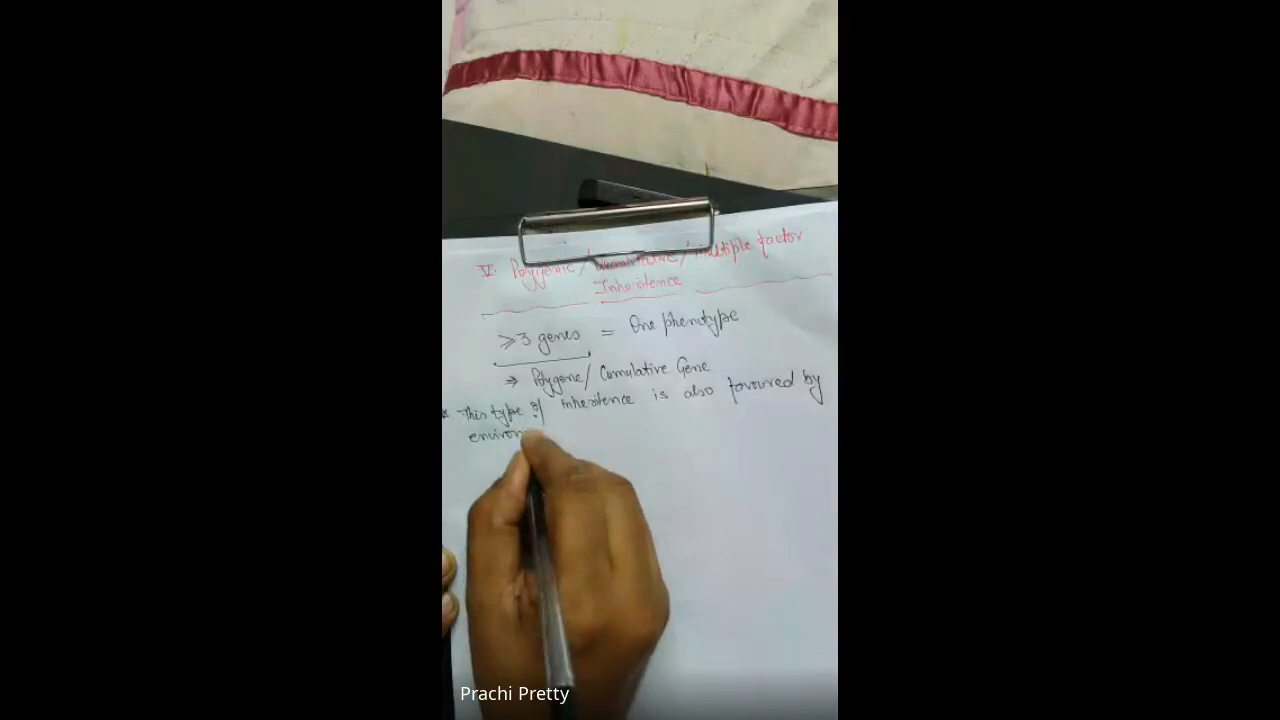 V. Polygenic / Quantitative / Multiple factor
Inheritence
≥3 genes = One phenotype
⇒ Polygene / Cumulative Gene
* This type of inheritence is also favoured by
environ
Prachi Pretty